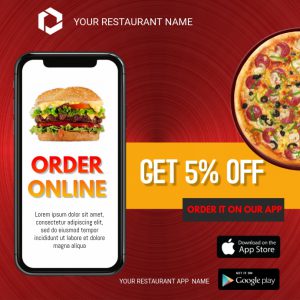 YOUR RESTAURANT NAME
ORDER
ONLINE
Lorem ipsum dolor sit
amet, consectetur
adipiscing elit, sed do
eiusmod tempor
incididunt ut labore et
dolore magna aliqua
GET 5% OFF
ORDER IT ON OUR APP
YOUR RESTAURANT APP NAME
Download on the
App Store
GET IT ON
Google play